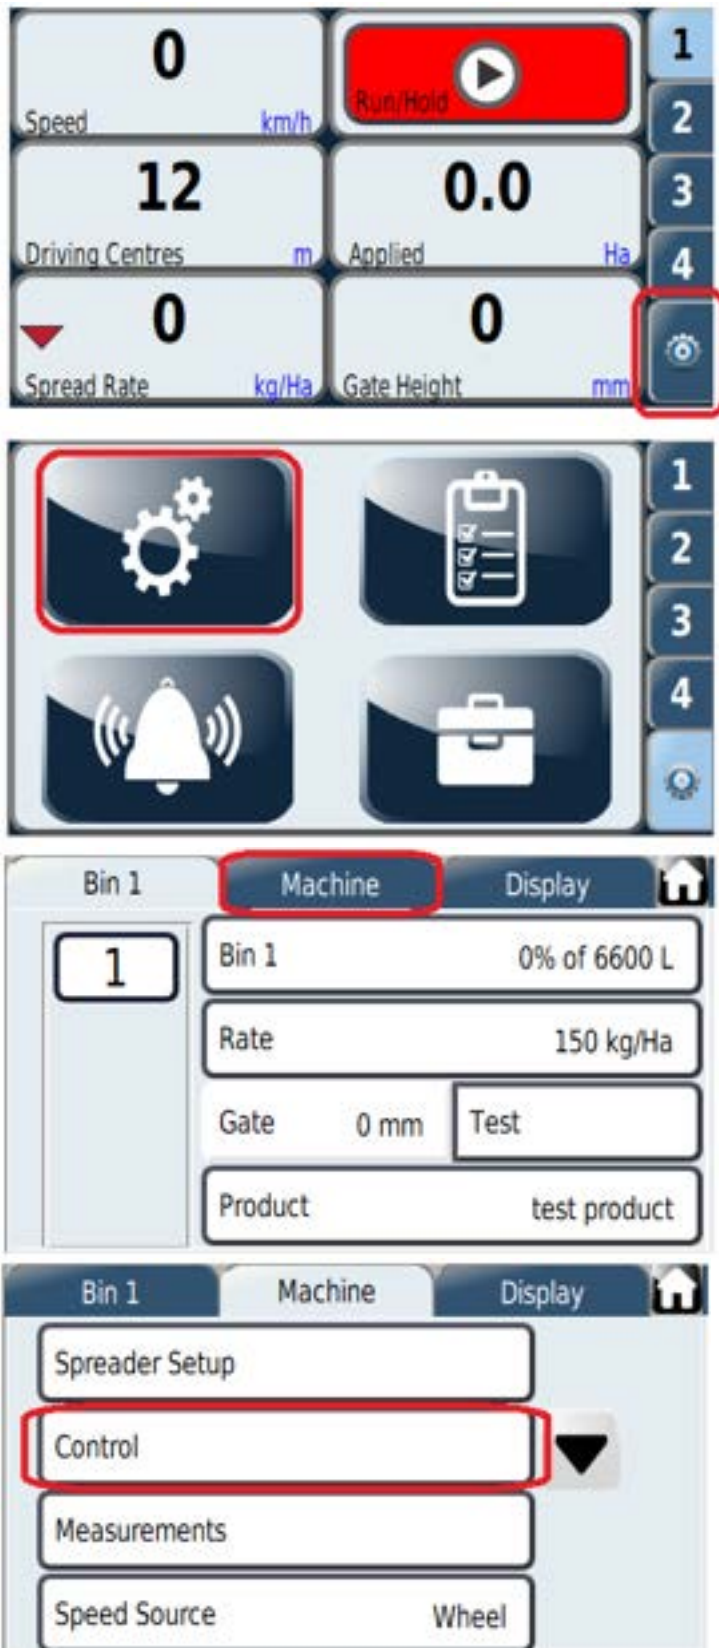 0
Speed km/h
Run/Hold
1
2
12
Driving Centres m
0.0
Applied Ha
3
4
0
Spread Rate kg/Ha
0
Gate Height mm
1
2
3
4
Bin 1 Machine Display
1
Bin 1 0% of 6600 L
Rate 150 kg/Ha
Gate 0 mm Test
Product test product
Bin 1 Machine Display
Spreader Setup
Control
Measurements
Speed Source Wheel